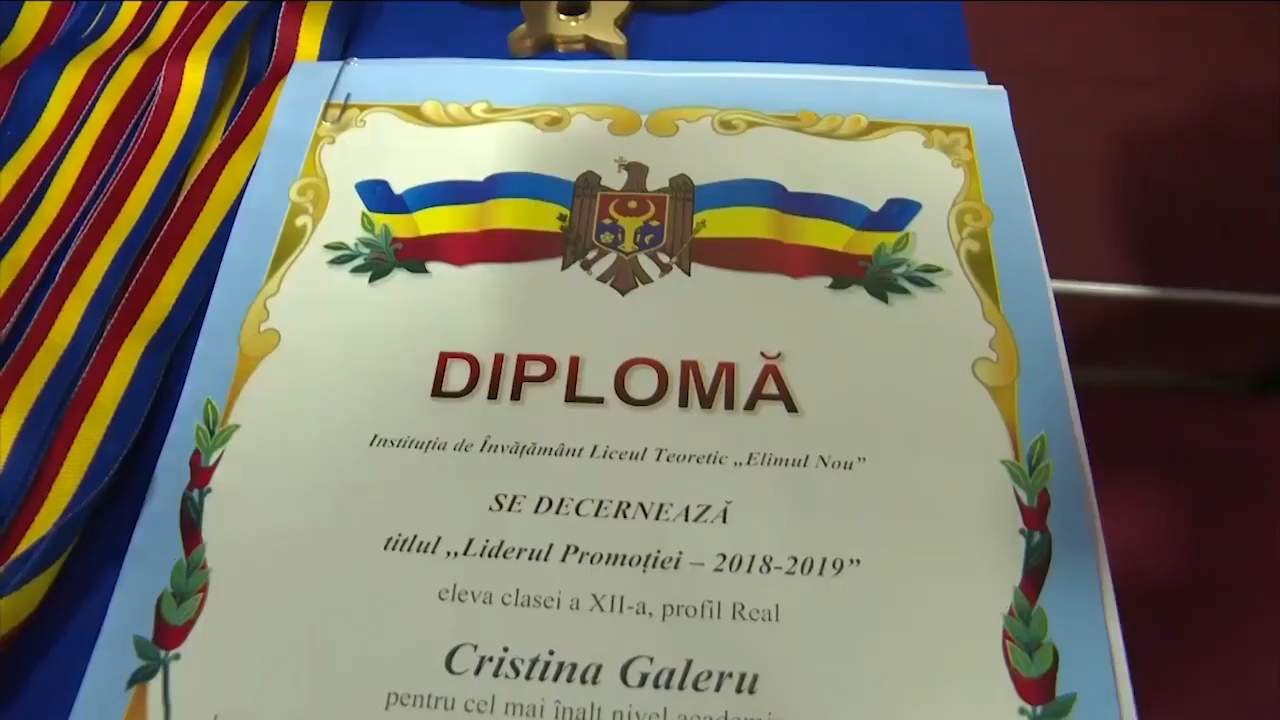 DIPLOMĂ
Instituția de Învățământ Liceul Teoretic „Elimul Nou”
SE DECERNEAZĂ
titlul „Liderul Promoției – 2018-2019”
eleva clasei a XII-a, profil Real
Cristina Galeru
pentru cel mai înalt nivel